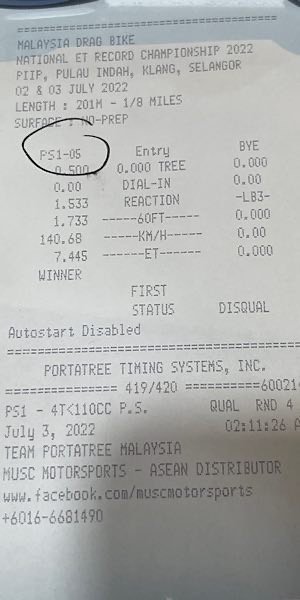 ==============================
MALAYSIA DRAG BIKE
NATIONAL ET RECORD CHAMPIONSHIP 2022
PIIP, PULAU INDAH, KLANG, SELANGOR
02 & 03 JULY 2022
LENGTH : 201M - 1/8 MILES
SURFACE : NO-PREP
PS1-05 Entry BYE
0.500 0.000 TREE 0.000
0.00 DIAL-IN 0.00
1.533 REACTION -LB3-
1.733 -----60FT----- 0.000
140.68 ------KM/H----- 0.00
7.445 ------ET------ 0.000
WINNER
FIRST
STATUS DISQUAL
Autostart Disabled
==============================
PORTATREE TIMING SYSTEMS, INC.
============== 419/420 ==========60021
PS1 - 4T<110CC P.S. QUAL RND 4
July 3, 2022 02:11:26 A
TEAM PORTATREE MALAYSIA
MUSC MOTORSPORTS - ASEAN DISTRIBUTOR
www.facebook.com/muscmotorsports
+6016-6681490